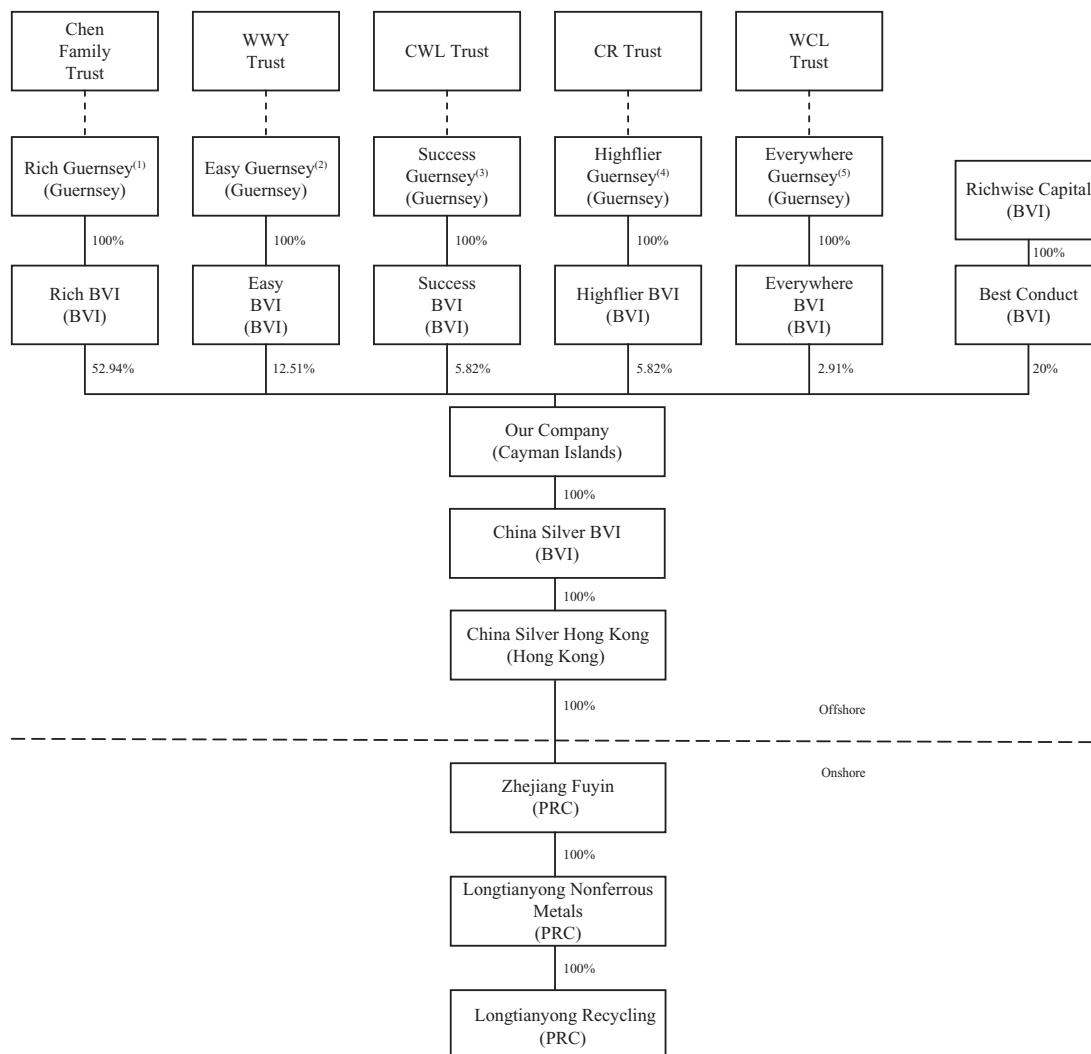 Chen
Family
Trust
WWY
Trust
CWL Trust
CR Trust
WCL
Trust
Rich Guernsey(1)
(Guernsey)
Easy Guernsey(2)
(Guernsey)
Success
Guernsey(3)
(Guernsey)
Highflier
Guernsey(4)
(Guernsey)
Everywhere
Guernsey(5)
(Guernsey)
Richwise Capital
(BVI)
100%
100%
100%
100%
100%
100%
Rich BVI
(BVI)
Easy
BVI
(BVI)
Success
BVI
(BVI)
Highflier BVI
(BVI)
Everywhere
BVI
(BVI)
Best Conduct
(BVI)
52.94%
12.51%
5.82%
5.82%
2.91%
20%
Our Company
(Cayman Islands)
100%
China Silver BVI
(BVI)
100%
China Silver Hong Kong
(Hong Kong)
100%
Offshore
Onshore
Zhejiang Fuyin
(PRC)
100%
Longtianyong Nonferrous
Metals
(PRC)
100%
Longtianyong Recycling
(PRC)